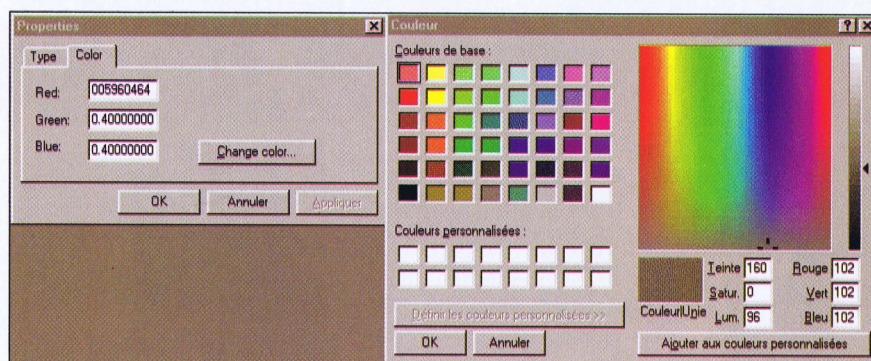 Properties
Type Color
Red: 005960464
Green: 0.40000000
Blue: 0.40000000
Change color...
OK Annuler Appliquer
Couleur
Couleurs de base :
Couleurs personnalisées :
Définir les couleurs personnalisées >>
OK Annuler
Couleur|Unie
Teinte 160
Satur. 0
Lum. 96
Rouge 102
Vert 102
Bleu 102
Ajouter aux couleurs personnalisées